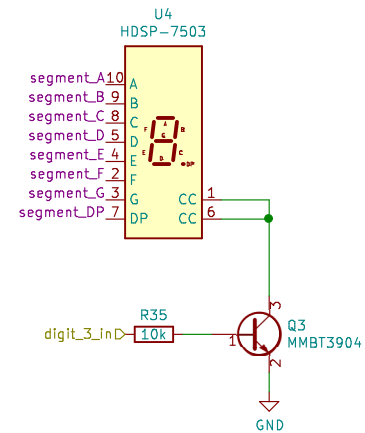 U4
HDSP-7503
segment_A 10 A
segment_B 9 B
segment_C 8 C
segment_D 5 D
segment_E 4 E
segment_F 2 F
segment_G 3 G CC 1
segment_DP 7 DP CC 6
A
F B
G
E C
D DP
3
R35
digit_3_in 10k 1
Q3
MMBT3904
2
GND